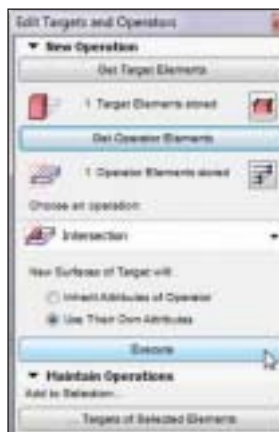 Edit Targets and Operators
New Operation
Get Target Elements
1 Target Elements stored
Get Operator Elements
1 Operator Elements stored
Choose an operation:
Intersection
New Surfaces of Target will:
Inherit Attributes of Operator
Use Their Own Attributes
Execute
Maintain Operations
Add to Selection...
... Targets of Selected Elements